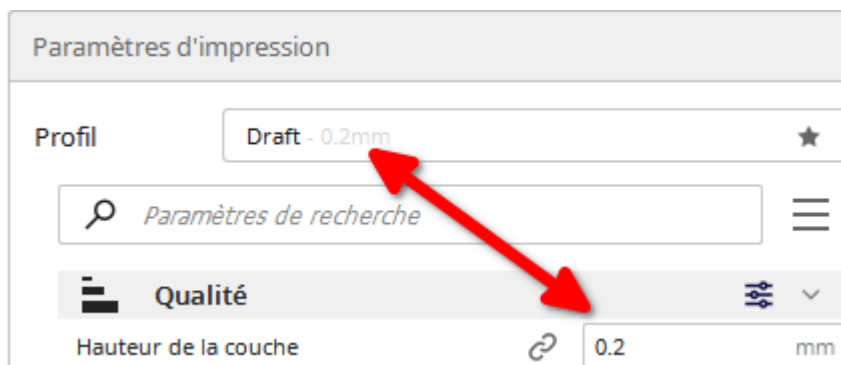 Paramètres d'impression
Profil Draft - 0.2mm
Paramètres de recherche
Qualité
Hauteur de la couche 0.2 mm